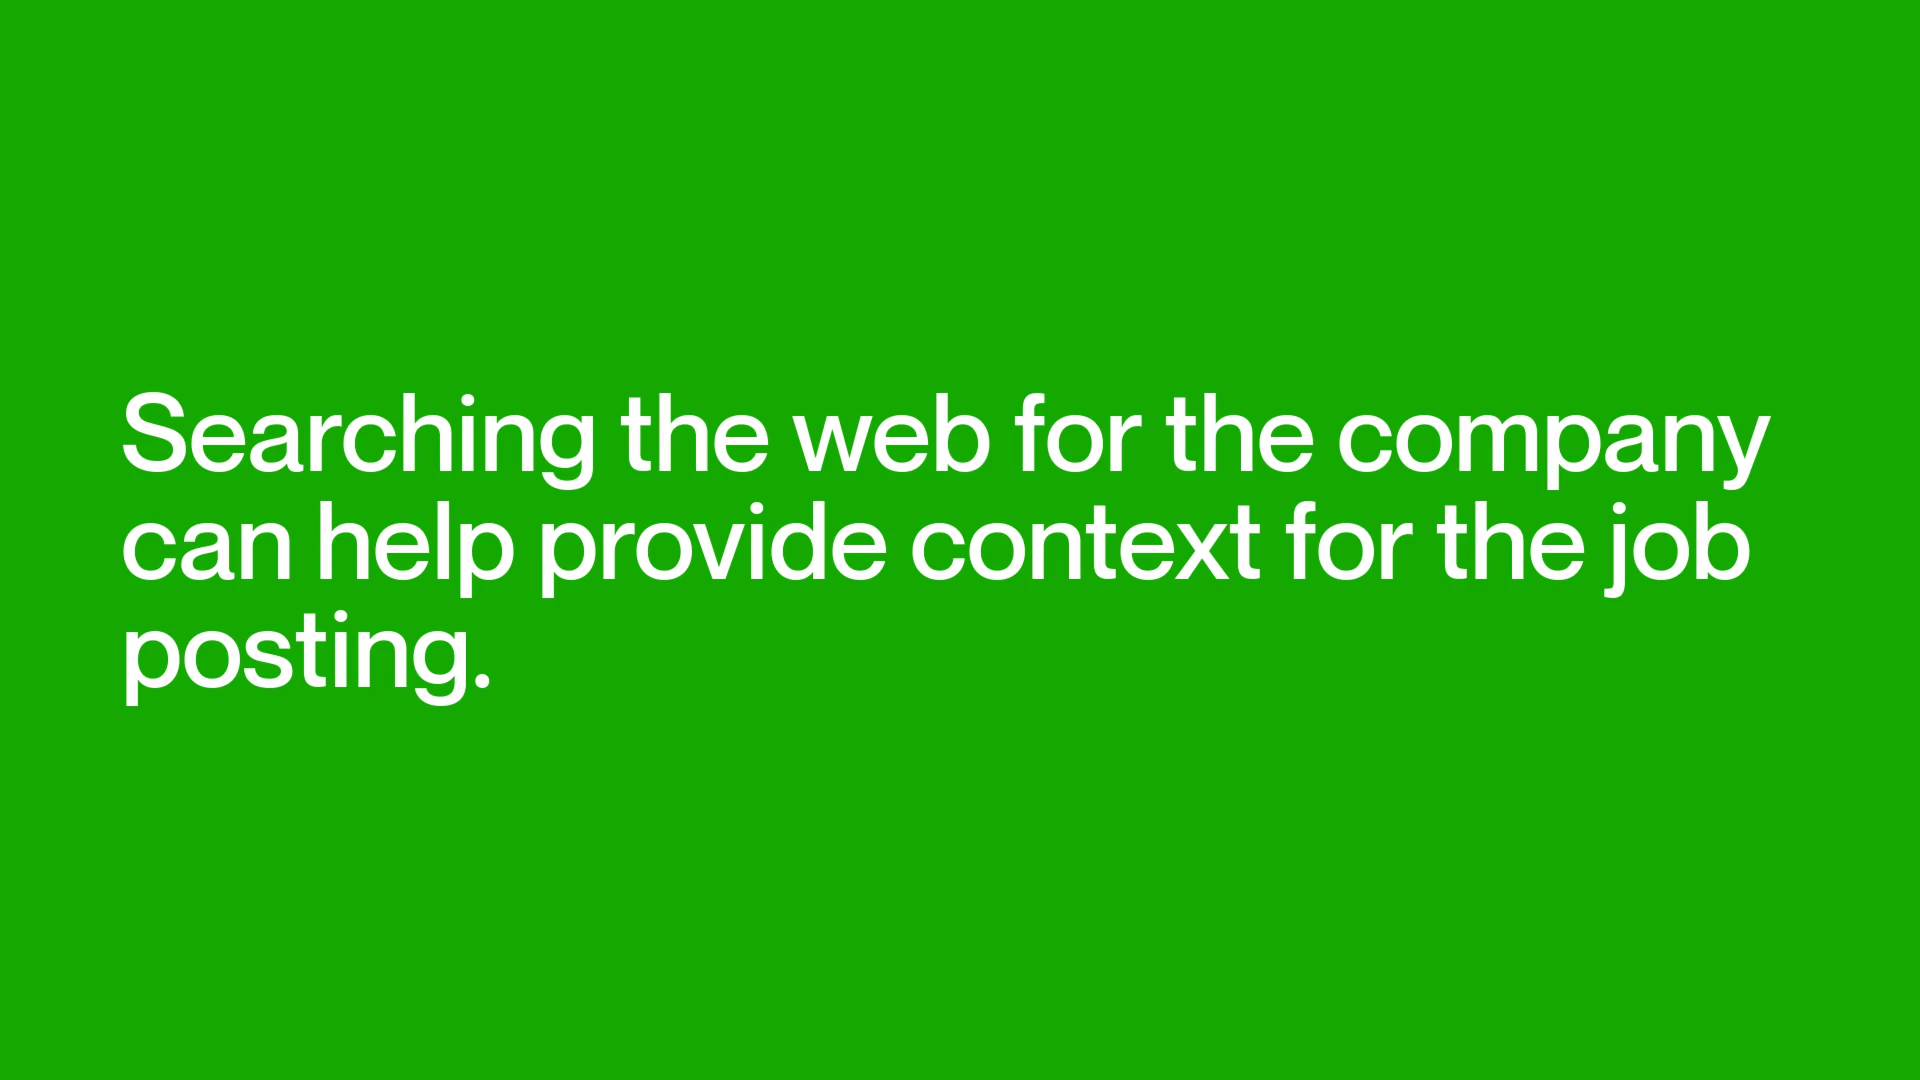 Searching the web for the company
can help provide context for the job
posting.